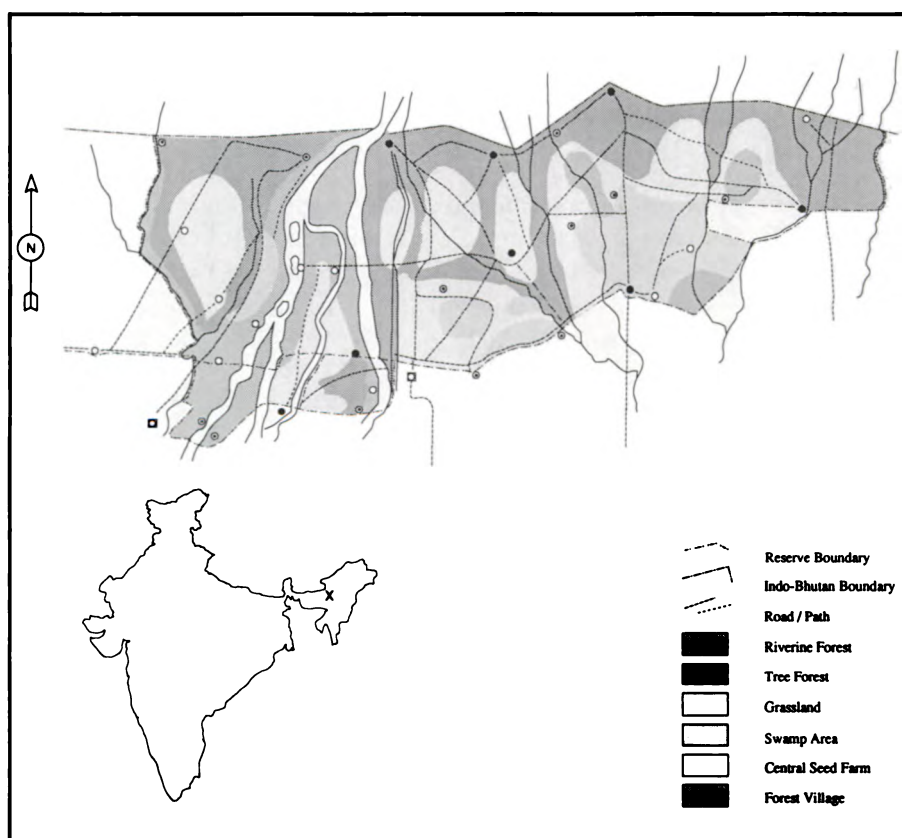 N
X
Reserve Boundary
Indo-Bhutan Boundary
Road / Path
Riverine Forest
Tree Forest
Grassland
Swamp Area
Central Seed Farm
Forest Village